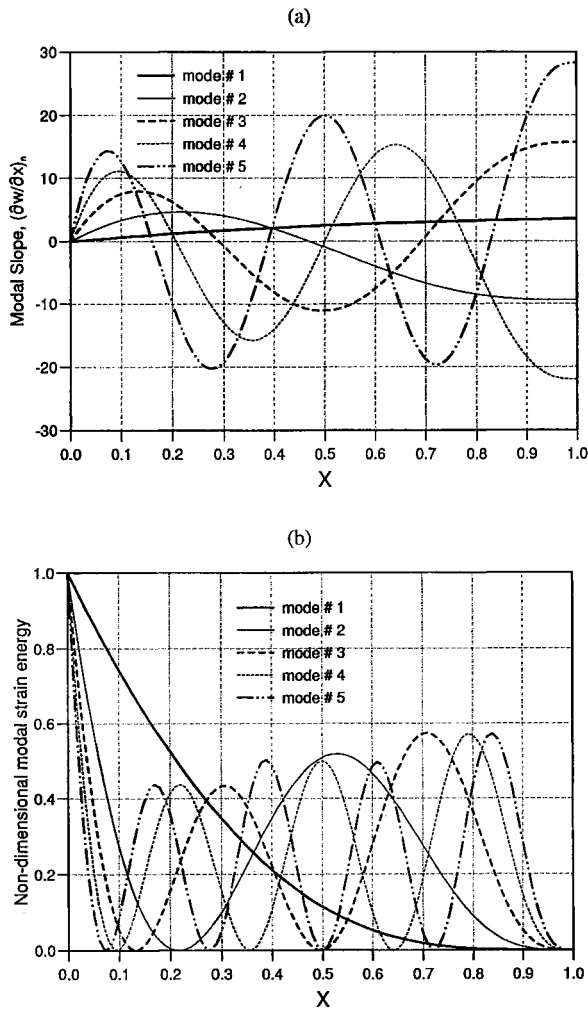 (a)
Modal Slope, (∂w/∂x)ₙ
30
20
10
0
-10
-20
-30
mode # 1
mode # 2
mode # 3
mode # 4
mode # 5
0.0 0.1 0.2 0.3 0.4 0.5 0.6 0.7 0.8 0.9 1.0
X
(b)
Non-dimensional modal strain energy
1.0
0.8
0.6
0.4
0.2
0.0
mode # 1
mode # 2
mode # 3
mode # 4
mode # 5
0.0 0.1 0.2 0.3 0.4 0.5 0.6 0.7 0.8 0.9 1.0
X